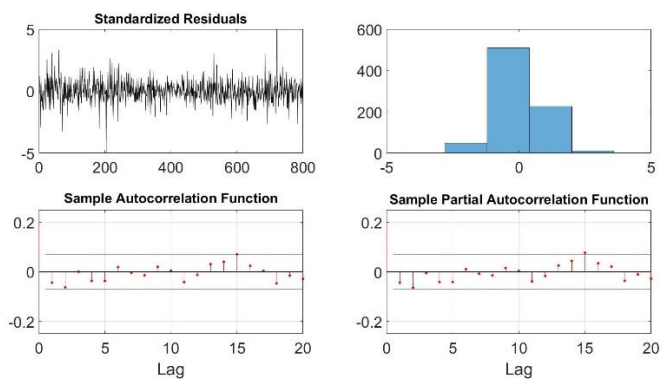 Standardized Residuals
5
0
-5
0 200 400 600 800
600
400
200
0
-5 0 5
Sample Autocorrelation Function
0.2
0
-0.2
0 5 10 15 20
Lag
Sample Partial Autocorrelation Function
0.2
0
-0.2
0 5 10 15 20
Lag